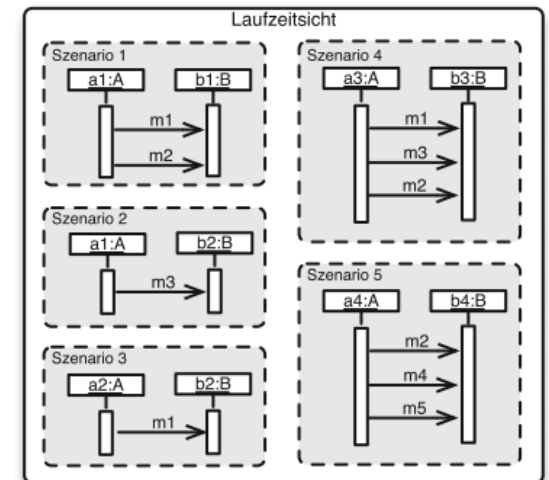 Laufzeitsicht
Szenario 1
a1:A b1:B
m1
m2
Szenario 2
a1:A b2:B
m3
Szenario 3
a2:A b2:B
m1
Szenario 4
a3:A b3:B
m1
m3
m2
Szenario 5
a4:A b4:B
m2
m4
m5